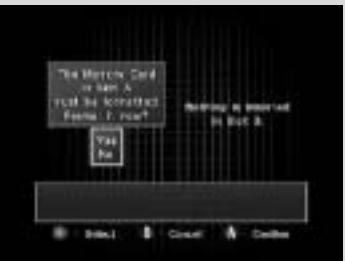 The Memory Card
in Slot A
must be formatted.
Format it now?
Yes
No
Nothing is inserted
in Slot B.
Select
Cancel
Confirm